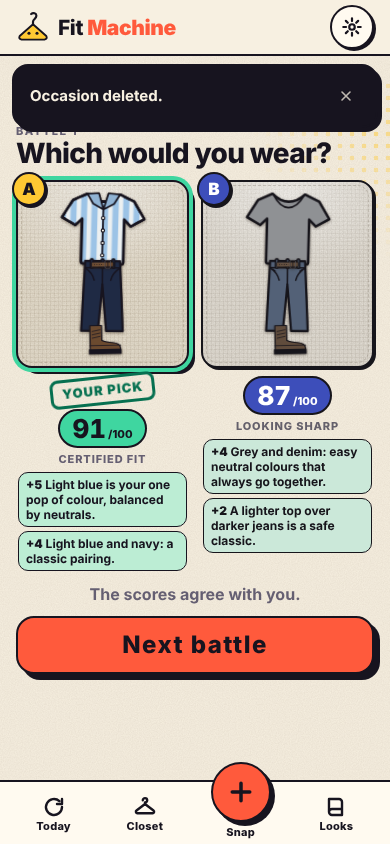 Fit Machine
Occasion deleted.
BATTLE 1
Which would you wear?
A
B
YOUR PICK
91 /100
CERTIFIED FIT
+5 Light blue is your one
pop of colour, balanced
by neutrals.
+4 Light blue and navy: a
classic pairing.
87 /100
LOOKING SHARP
+4 Grey and denim: easy
neutral colours that
always go together.
+2 A lighter top over
darker jeans is a safe
classic.
The scores agree with you.
Next battle
Today
Closet
Snap
Looks